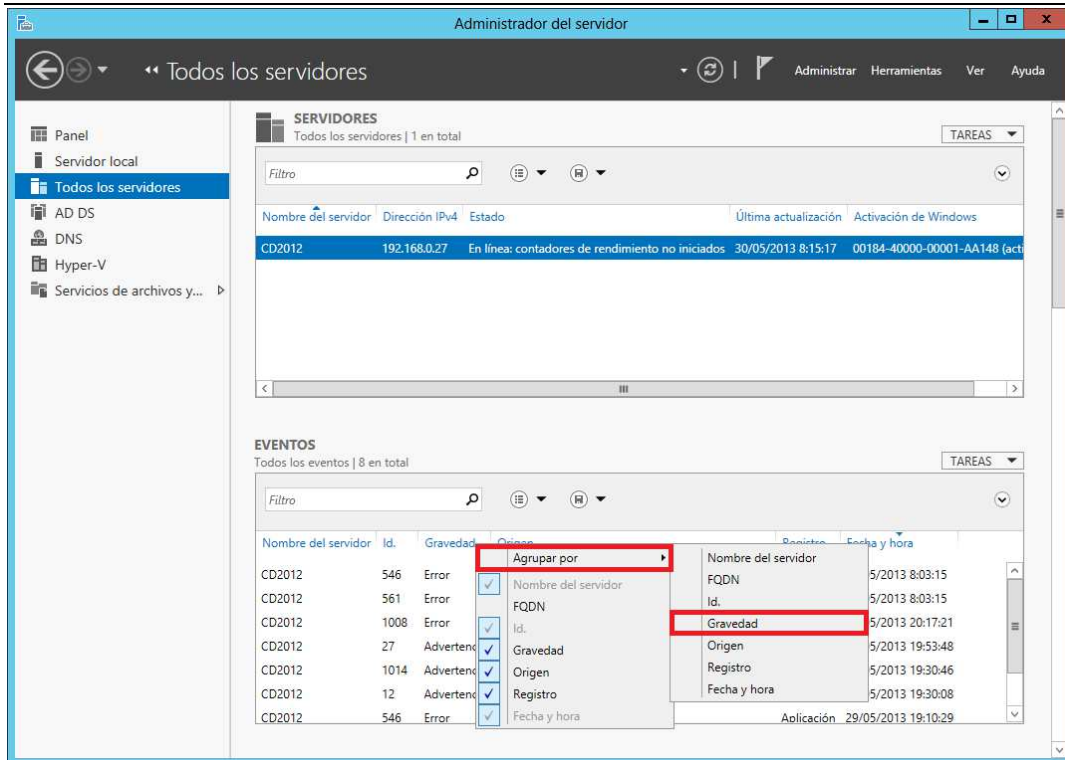 Administrador del servidor
Todos los servidores
Administrar Herramientas Ver Ayuda
Panel
Servidor local
Todos los servidores
AD DS
DNS
Hyper-V
Servicios de archivos y...
SERVIDORES
Todos los servidores | 1 en total
TAREAS
Filtro
Nombre del servidor Dirección IPv4 Estado Última actualización Activación de Windows
CD2012 192.168.0.27 En línea: contadores de rendimiento no iniciados 30/05/2013 8:15:17 00184-40000-00001-AA148 (acti
EVENTOS
Todos los eventos | 8 en total
TAREAS
Filtro
Nombre del servidor Id. Gravedad Origen Registro Fecha y hora
CD2012 546 Error 5/2013 8:03:15
CD2012 561 Error 5/2013 8:03:15
CD2012 1008 Error 5/2013 20:17:21
CD2012 27 Advertenc 5/2013 19:53:48
CD2012 1014 Advertenc 5/2013 19:30:46
CD2012 12 Advertenc 5/2013 19:30:08
CD2012 546 Error Aplicación 29/05/2013 19:10:29
Agrupar por
Nombre del servidor
FQDN
Id.
Gravedad
Origen
Registro
Fecha y hora
Nombre del servidor
FQDN
Id.
Gravedad
Origen
Registro
Fecha y hora